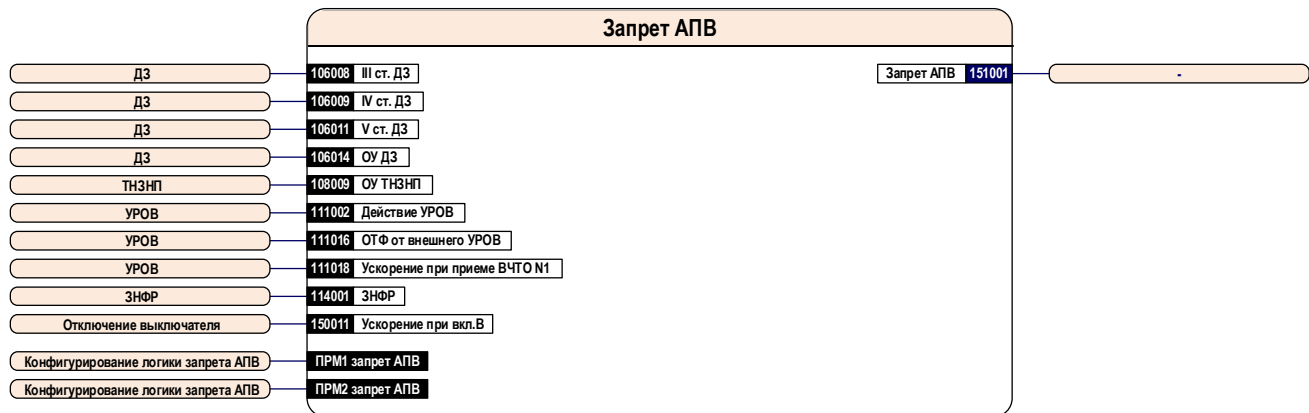 Запрет АПВ
ДЗ 106008 III ст. ДЗ Запрет АПВ 151001 -
ДЗ 106009 IV ст. ДЗ
ДЗ 106011 V ст. ДЗ
ДЗ 106014 ОУ ДЗ
ТНЗНП 108009 ОУ ТНЗНП
УРОВ 111002 Действие УРОВ
УРОВ 111016 ОТФ от внешнего УРОВ
УРОВ 111018 Ускорение при приеме ВЧТО N1
ЗНФР 114001 ЗНФР
Отключение выключателя 150011 Ускорение при вкл.В
Конфигурирование логики запрета АПВ ПРМ1 запрет АПВ
Конфигурирование логики запрета АПВ ПРМ2 запрет АПВ